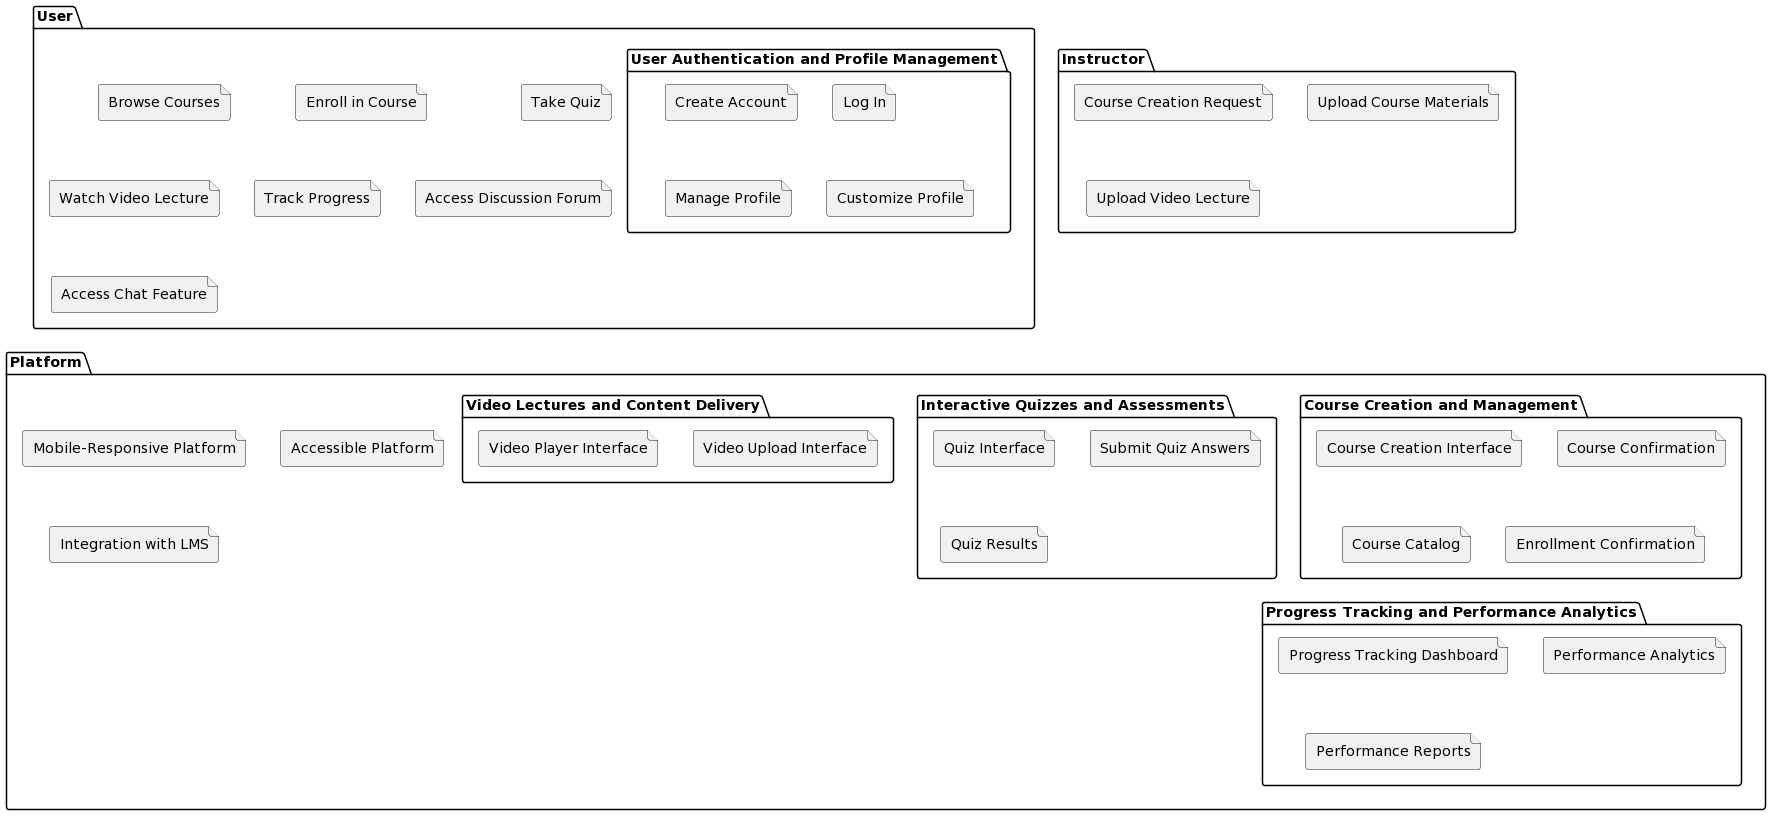 User
User Authentication and Profile Management
Instructor
Browse Courses
Enroll in Course
Take Quiz
Create Account
Log In
Course Creation Request
Upload Course Materials
Watch Video Lecture
Track Progress
Access Discussion Forum
Manage Profile
Customize Profile
Upload Video Lecture
Access Chat Feature
Platform
Video Lectures and Content Delivery
Interactive Quizzes and Assessments
Course Creation and Management
Mobile-Responsive Platform
Accessible Platform
Video Player Interface
Video Upload Interface
Quiz Interface
Submit Quiz Answers
Course Creation Interface
Course Confirmation
Integration with LMS
Quiz Results
Course Catalog
Enrollment Confirmation
Progress Tracking and Performance Analytics
Progress Tracking Dashboard
Performance Analytics
Performance Reports